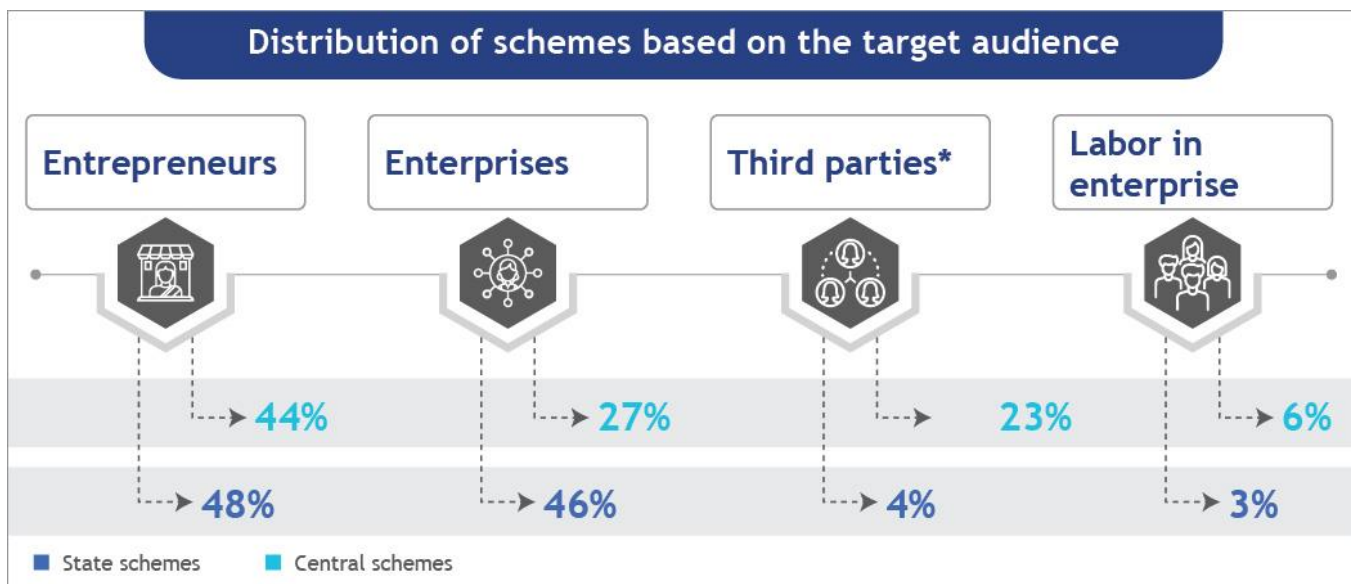 Distribution of schemes based on the target audience
Entrepreneurs
Enterprises
Third parties*
Labor in
enterprise
44%
27%
23%
6%
48%
46%
4%
3%
State schemes
Central schemes